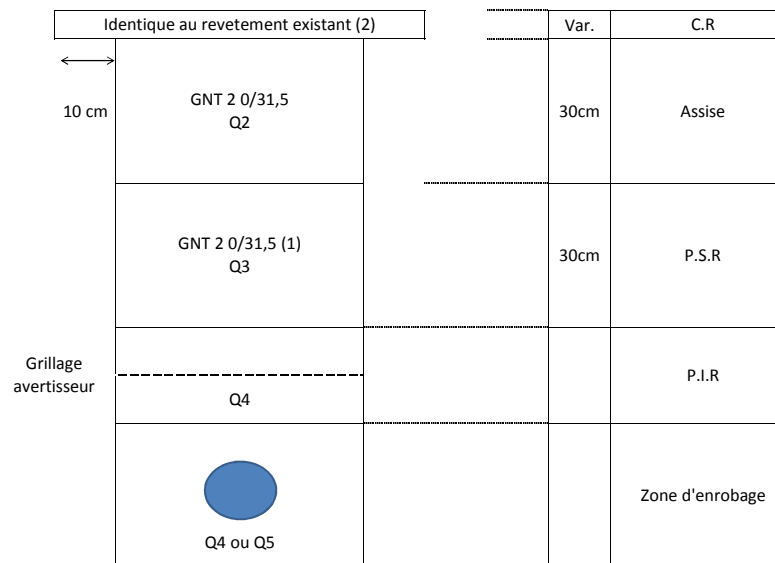 Identique au revetement existant (2)
Var.
C.R
10 cm
GNT 2 0/31,5
Q2
30cm
Assise
GNT 2 0/31,5 (1)
Q3
30cm
P.S.R
Grillage
avertisseur
Q4
P.I.R
Zone d'enrobage
Q4 ou Q5